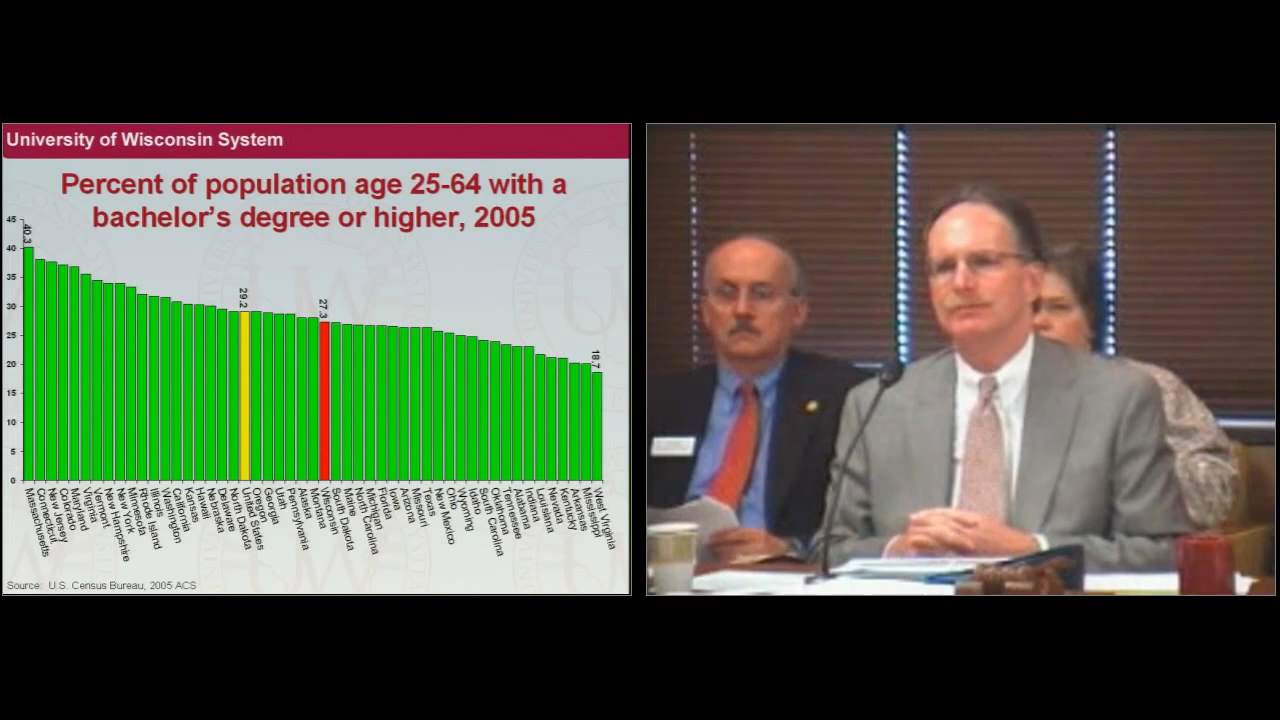 University of Wisconsin System
Percent of population age 25-64 with a
bachelor's degree or higher, 2005
45
40
35
30
25
20
15
10
5
0
40.3
29.2
27.3
18.7
Massachusetts
Connecticut
New Jersey
Colorado
Maryland
Virginia
Vermont
New Hampshire
New York
Minnesota
Rhode Island
Illinois
Washington
California
Kansas
Hawaii
Nebraska
Delaware
North Dakota
United States
Oregon
Georgia
Utah
Pennsylvania
Alaska
Montana
Wisconsin
South Dakota
Maine
North Carolina
Michigan
Florida
Iowa
Arizona
Missouri
Texas
New Mexico
Ohio
Wyoming
Idaho
South Carolina
Oklahoma
Tennessee
Alabama
Indiana
Louisiana
Nevada
Kentucky
Arkansas
Mississippi
West Virginia
Source: U.S. Census Bureau, 2005 ACS
UW